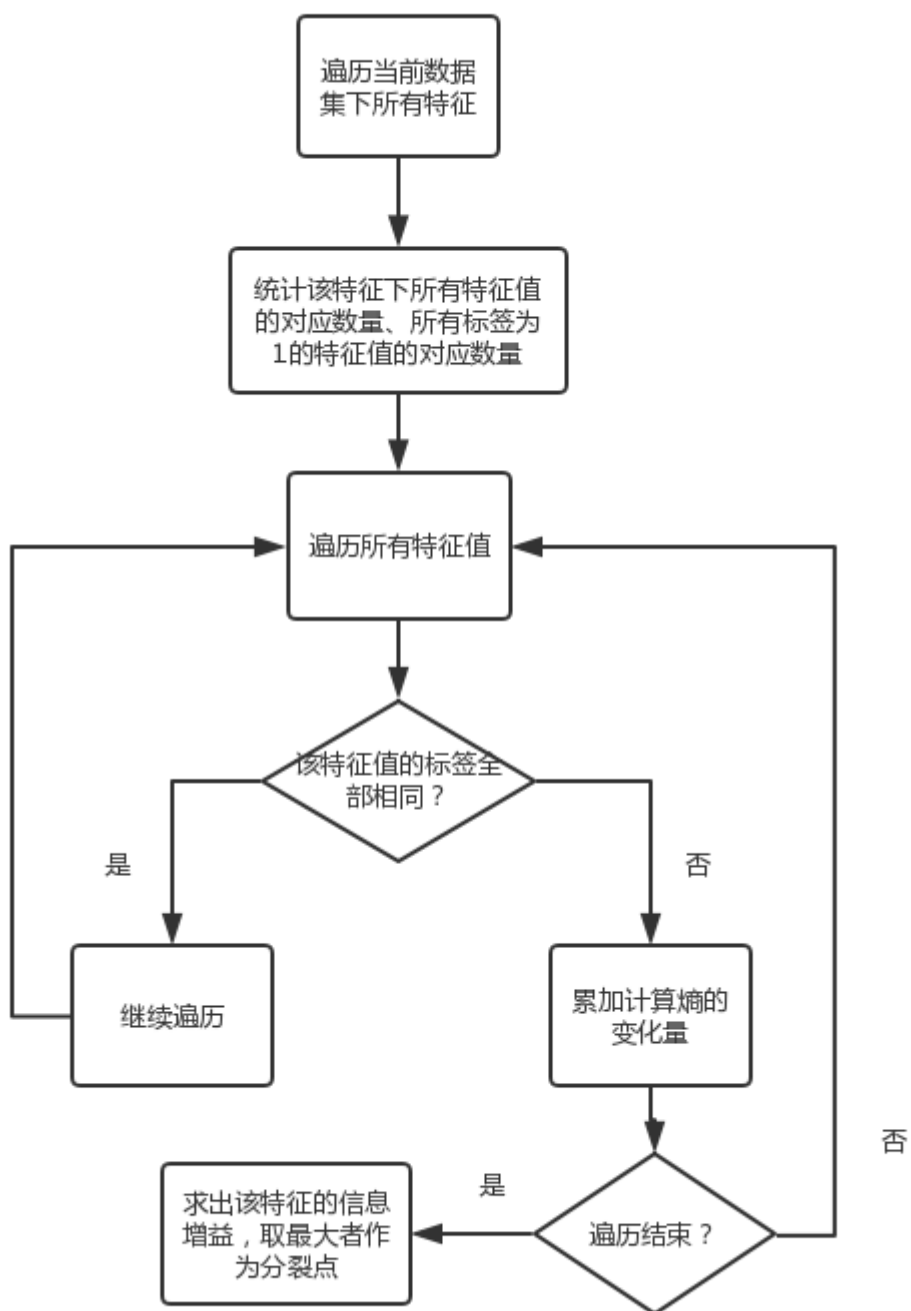 遍历当前数据
集下所有特征
统计该特征下所有特征值
的对应数量、所有标签为
1的特征值的对应数量
遍历所有特征值
该特征值的标签全
部相同？
是
否
继续遍历
累加计算熵的
变化量
否
是
求出该特征的信息
增益，取最大者作
为分裂点
遍历结束？